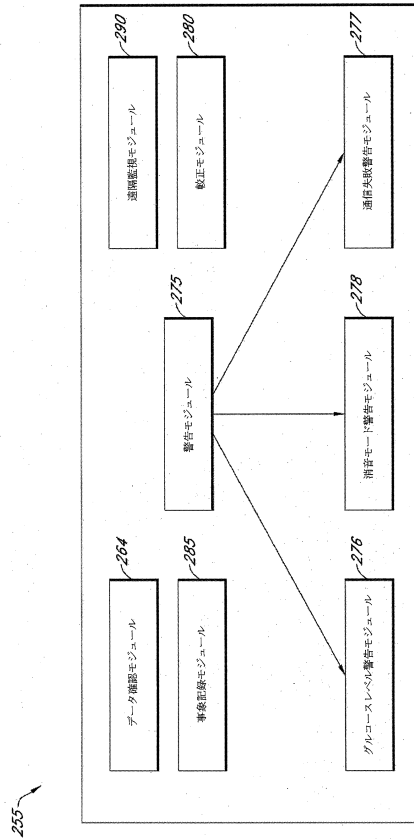 255
264
データ確認モジュール
285
事象記録モジュール
275
警告モジュール
290
遠隔監視モジュール
280
較正モジュール
276
グルコースレベル警告モジュール
278
消音モード警告モジュール
277
通信失敗警告モジュール